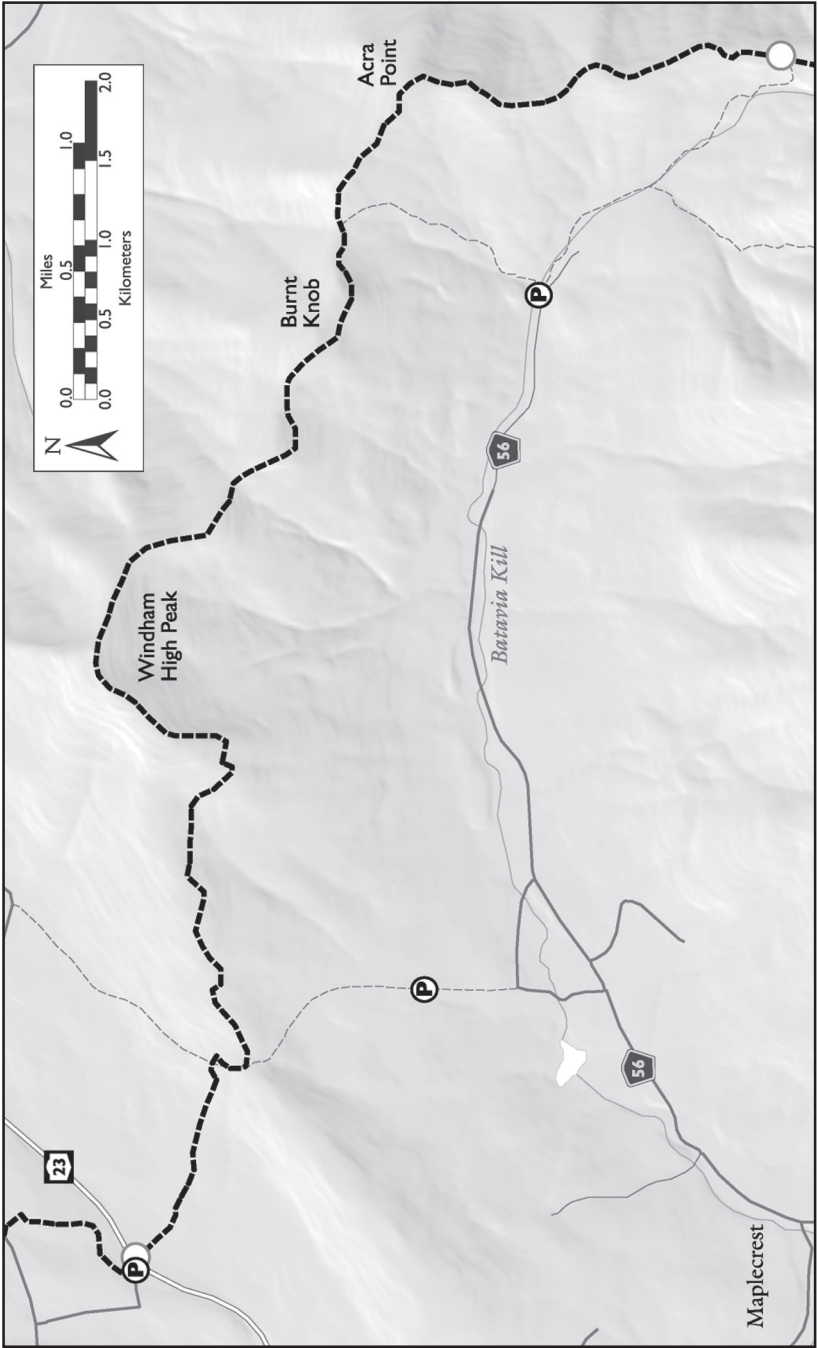 23
P
Windham
High Peak
Burnt
Knob
Acra
Point
N
Miles
0.0
0.5
1.0
0.0
0.5
1.0
1.5
2.0
Kilometers
P
Batavia Kill
56
P
56
Maplecrest